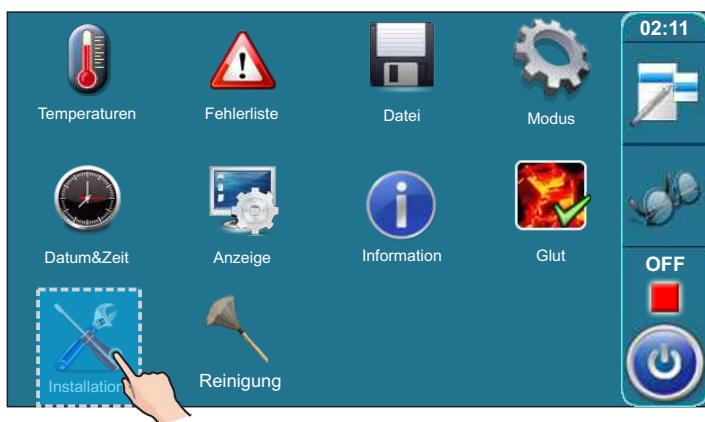 02:11
Temperaturen
Fehlerliste
Datei
Modus
Datum&Zeit
Anzeige
Information
Glut
OFF
Installation
Reinigung